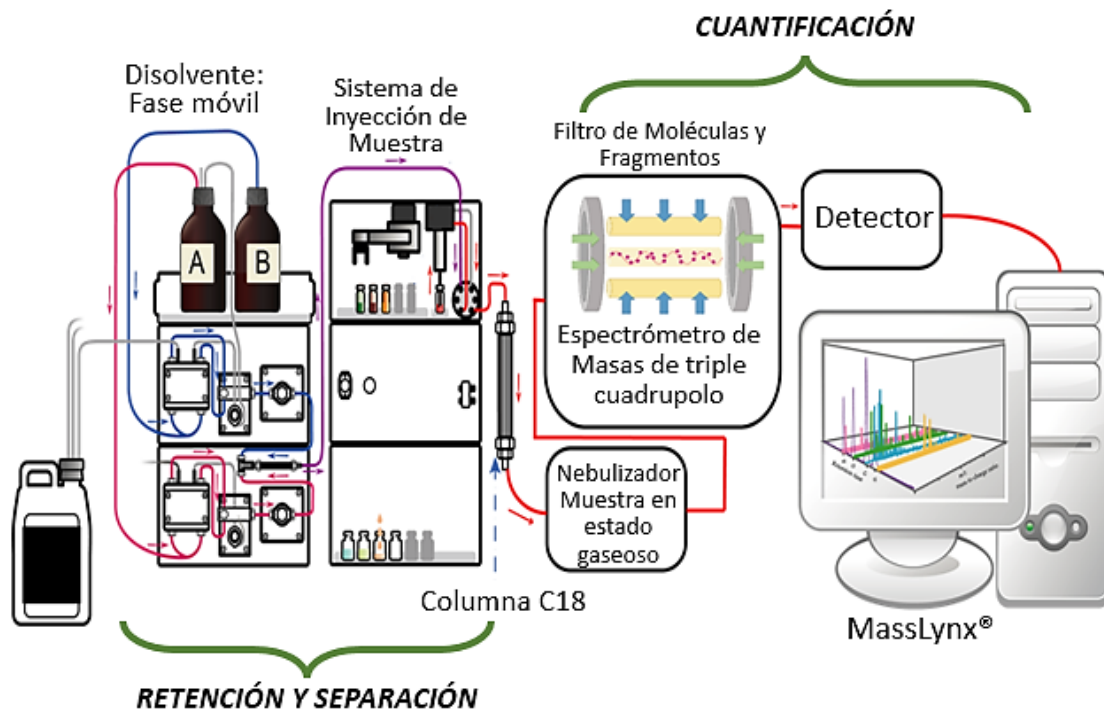 CUANTIFICACIÓN
Disolvente:
Fase móvil
Sistema de
Inyección de
Muestra
A
B
Filtro de Moléculas y
Fragmentos
Espectrómetro de
Masas de triple
cuadrupolo
Detector
Nebulizador
Muestra en
estado
gaseoso
Columna C18
MassLynx®
RETENCIÓN Y SEPARACIÓN